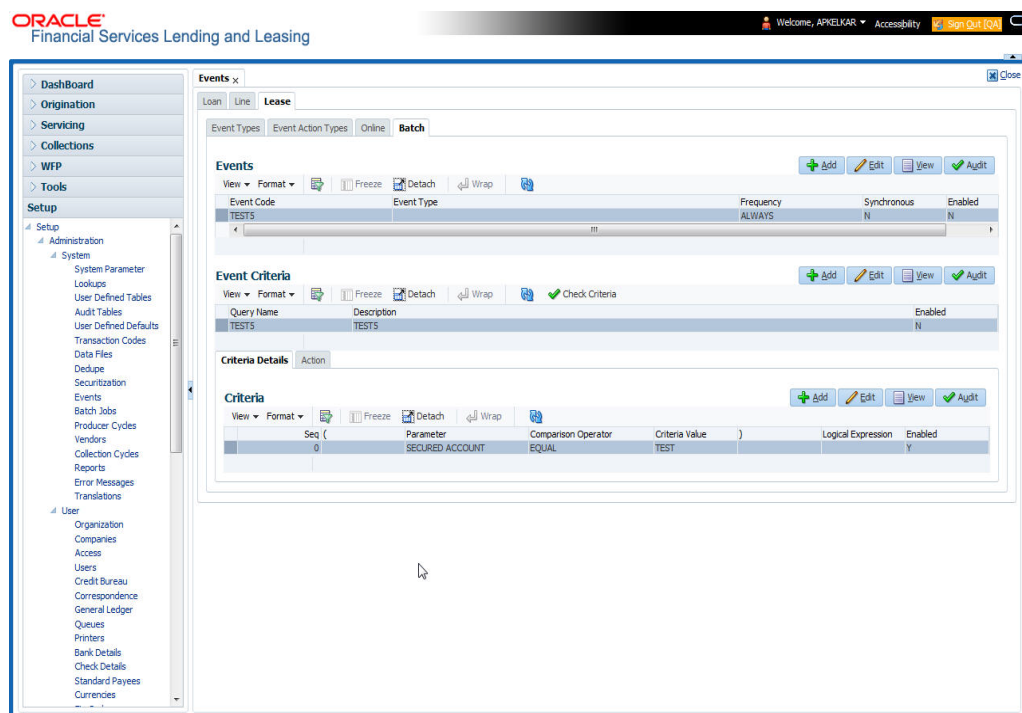 ORACLE
Financial Services Lending and Leasing
Welcome, APKELKAR Accessibility Sign Out [QA]
Close
DashBoard
Origination
Servicing
Collections
WFP
Tools
Setup
Setup
Administration
System
System Parameter
Lookups
User Defined Tables
Audit Tables
User Defined Defaults
Transaction Codes
Data Files
Dedupe
Securitization
Events
Batch Jobs
Producer Cycles
Vendors
Collection Cycles
Reports
Error Messages
Translations
User
Organization
Companies
Access
Users
Credit Bureau
Correspondence
General Ledger
Queues
Printers
Bank Details
Check Details
Standard Payees
Currencies
Events
Loan Line Lease
Event Types Event Action Types Online Batch
Events
Add Edit View Audit
View Format Freeze Detach Wrap
Event Code Event Type Frequency Synchronous Enabled
TEST5 ALWAYS N N
Event Criteria
Add Edit View Audit
View Format Freeze Detach Wrap Check Criteria
Query Name Description Enabled
TEST5 TEST5 N
Criteria Details Action
Criteria
Add Edit View Audit
View Format Freeze Detach Wrap
Seq ( Parameter Comparison Operator Criteria Value ) Logical Expression Enabled
0 SECURED ACCOUNT EQUAL TEST Y